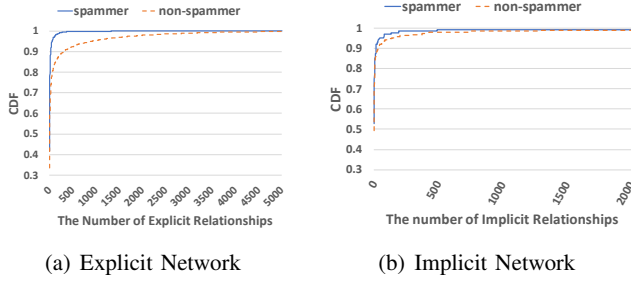 spammer non-spammer
1
0.9
0.8
0.7
0.6
0.5
0.4
0.3
CDF
0 500 1000 1500 2000 2500 3000 3500 4000 4500 5000
The Number of Explicit Relationships
(a) Explicit Network
spammer non-spammer
1
0.9
0.8
0.7
0.6
0.5
0.4
0.3
CDF
0 500 1000 1500 2000
The number of Implicit Relationships
(b) Implicit Network